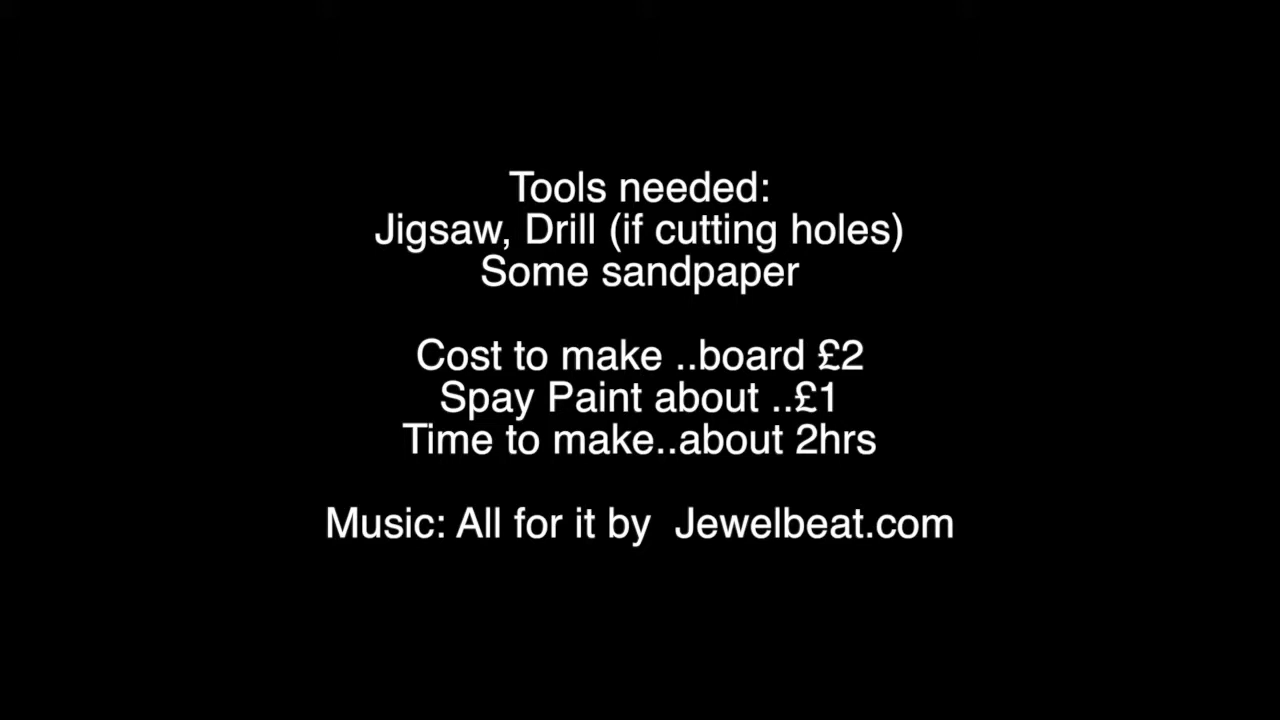 Tools needed:
Jigsaw, Drill (if cutting holes)
Some sandpaper
Cost to make ..board £2
Spay Paint about ..£1
Time to make..about 2hrs
Music: All for it by  Jewelbeat.com